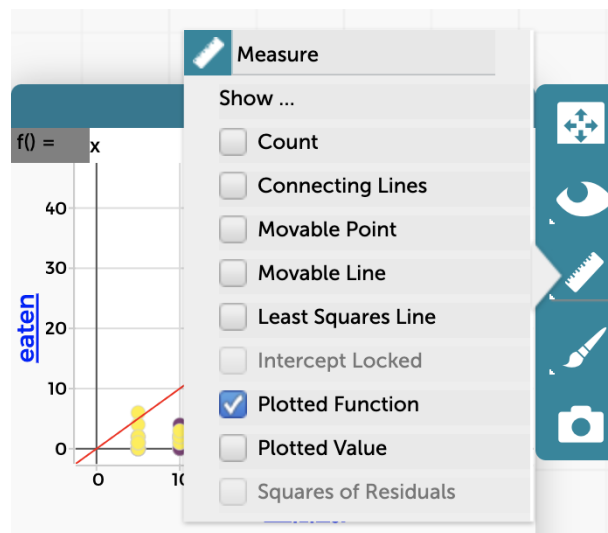 Measure
Show ...
f() = x
Count
Connecting Lines
Movable Point
Movable Line
Least Squares Line
Intercept Locked
Plotted Function
Plotted Value
Squares of Residuals
eaten
40
30
20
10
0
0